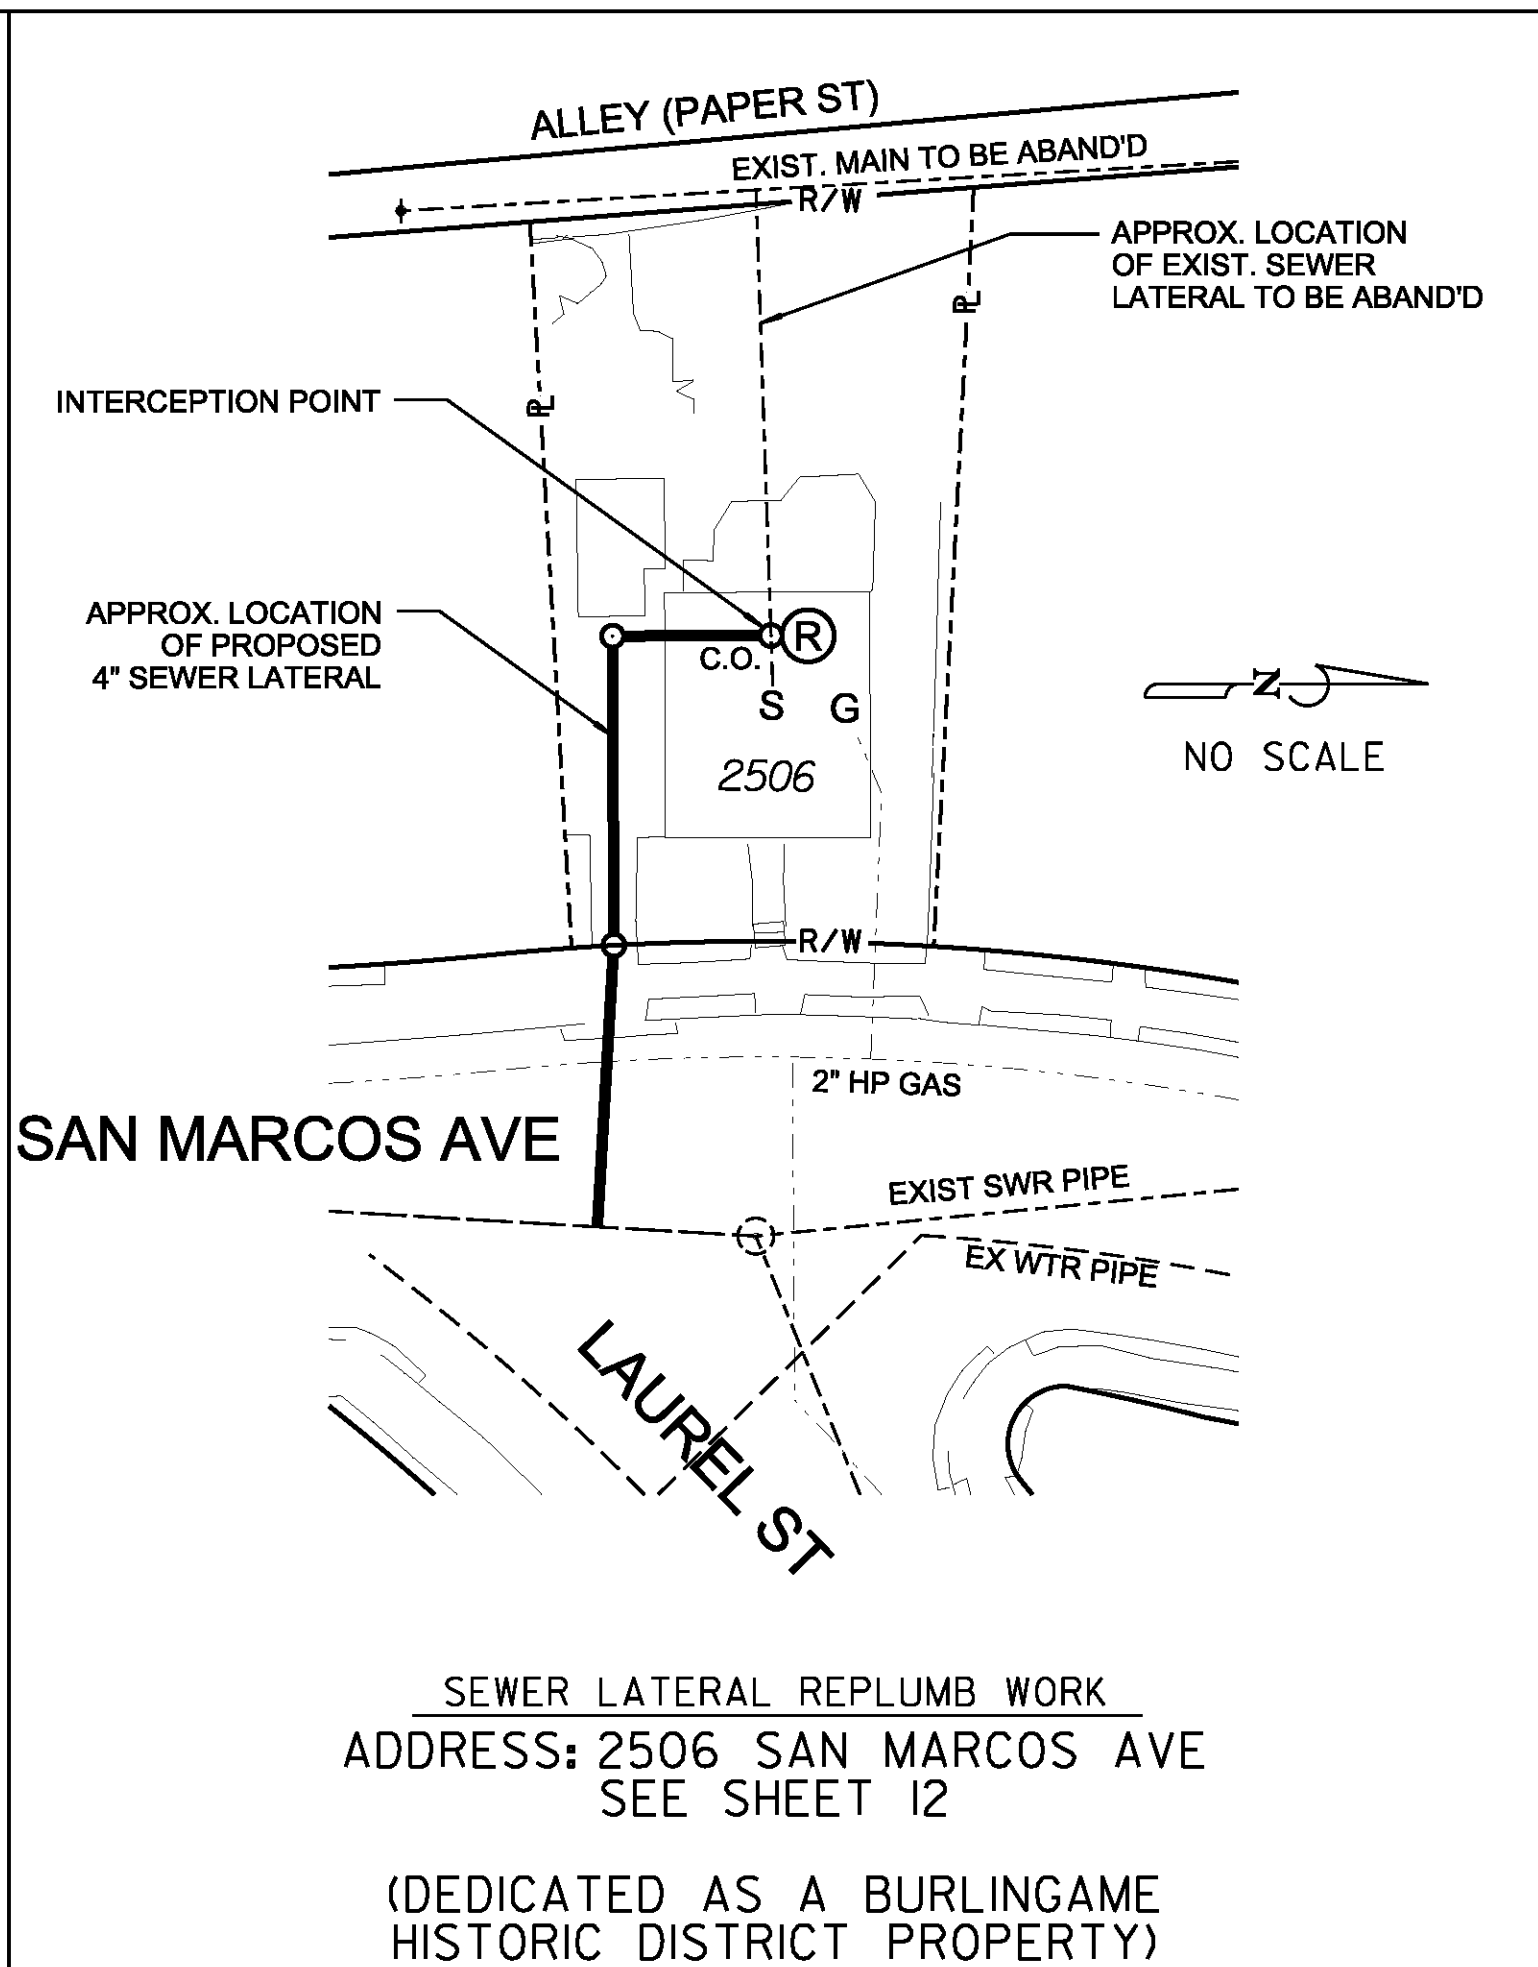 ALLEY (PAPER ST)
EXIST. MAIN TO BE ABAND'D
R/W
APPROX. LOCATION
OF EXIST. SEWER
LATERAL TO BE ABAND'D
PL
INTERCEPTION POINT
PL
APPROX. LOCATION
OF PROPOSED
4" SEWER LATERAL
R
C.O.
S G
N
NO SCALE
2506
R/W
2" HP GAS
SAN MARCOS AVE
EXIST SWR PIPE
EX WTR PIPE
LAUREL ST
SEWER LATERAL REPLUMB WORK
ADDRESS: 2506 SAN MARCOS AVE
SEE SHEET 12
(DEDICATED AS A BURLINGAME
HISTORIC DISTRICT PROPERTY)